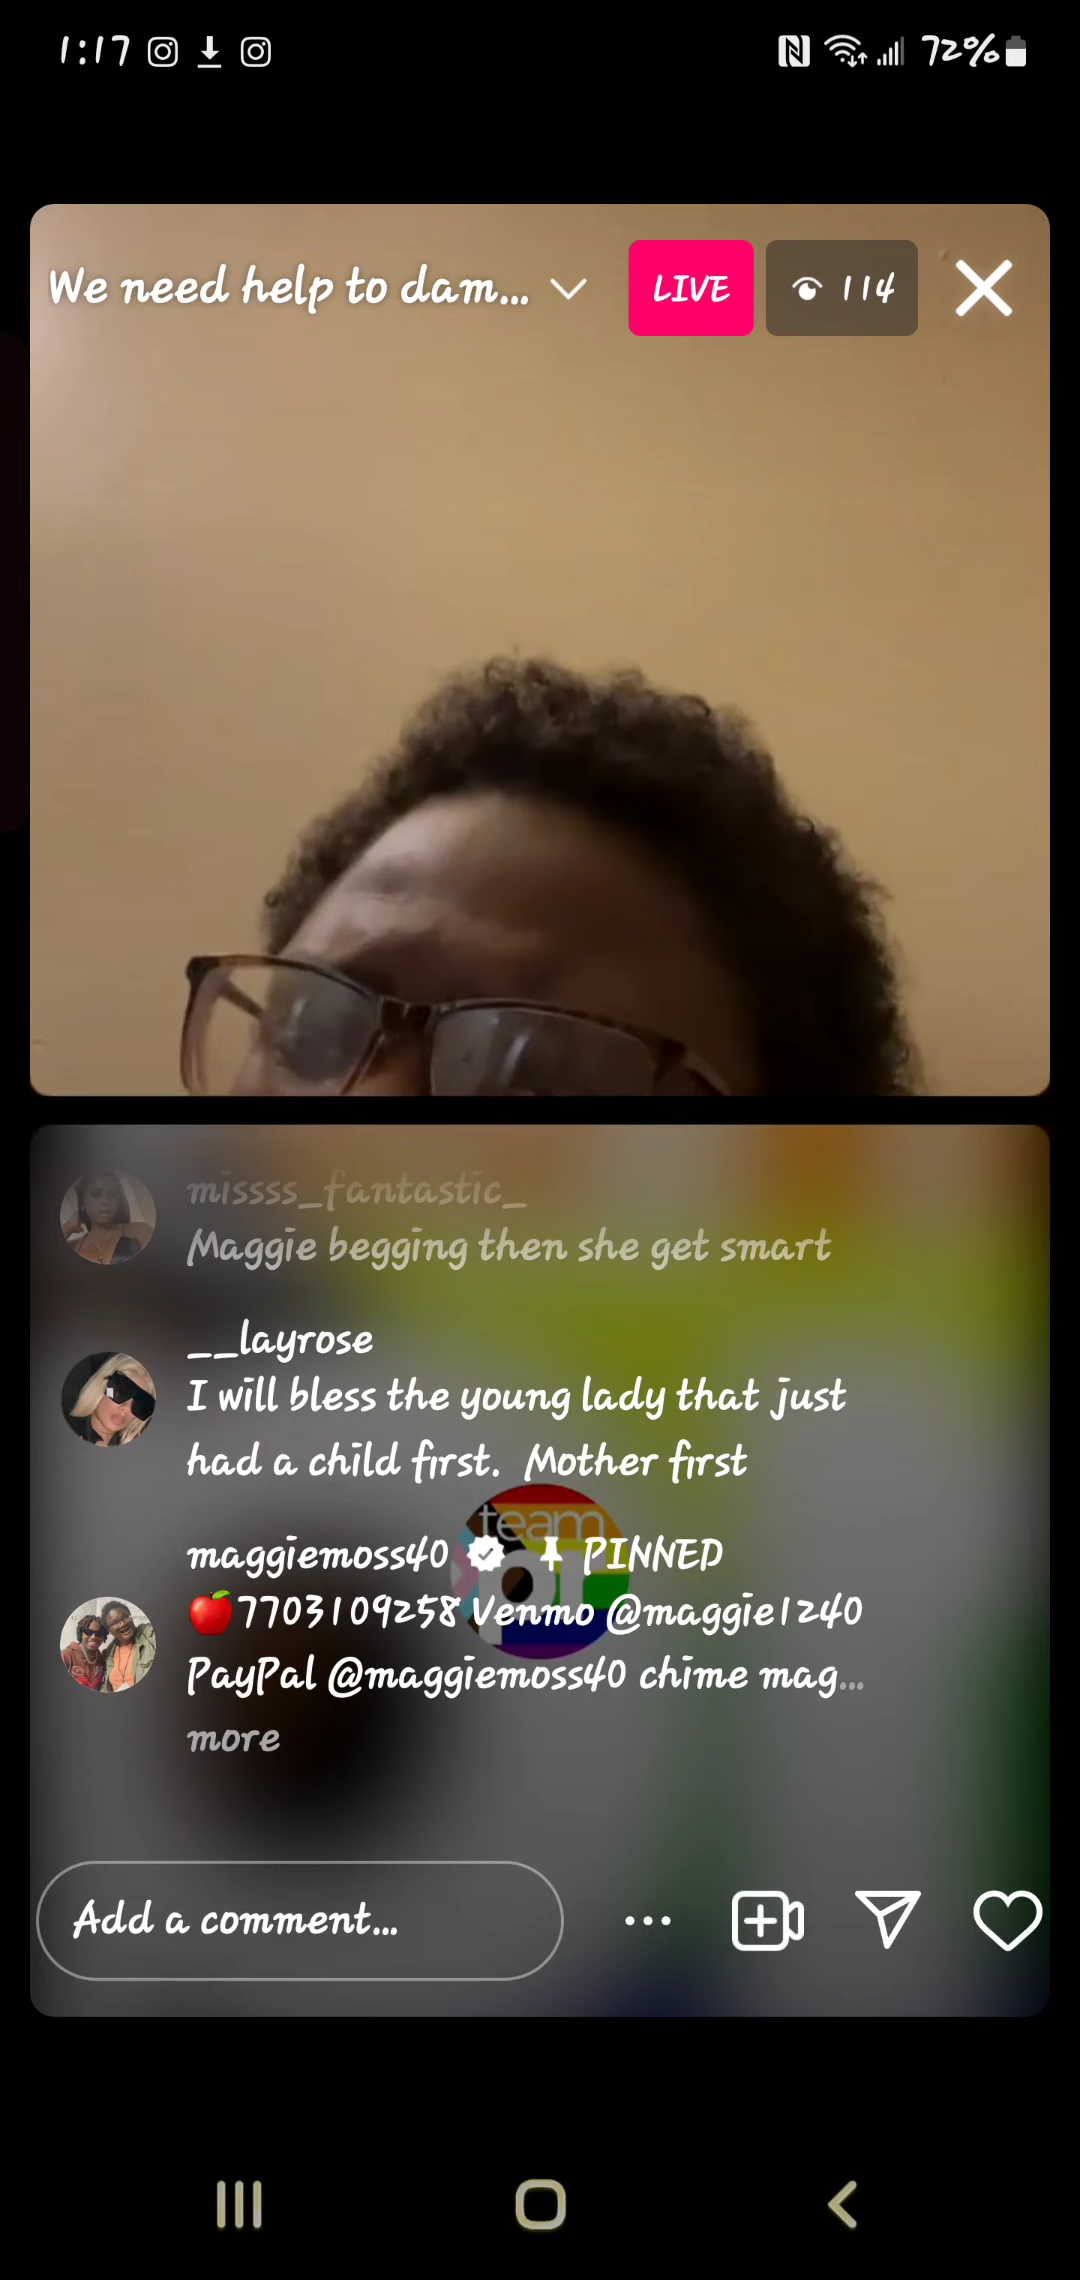 1:17
72%
We need help to dam...
LIVE
114
missss_fantastic_
Maggie begging then she get smart
__layrose
I will bless the young lady that just
had a child first. Mother first
team
pr
maggiemoss40 PINNED
🍎7703109258 Venmo @maggie1240
PayPal @maggiemoss40 chime mag...
more
Add a comment...